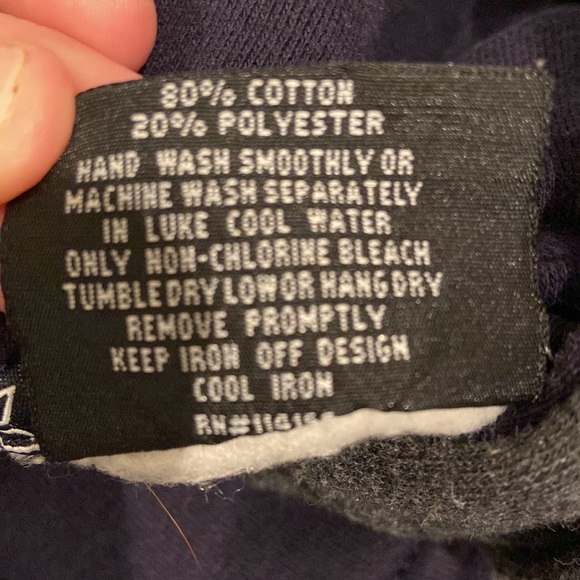 80% COTTON
20% POLYESTER
HAND WASH SMOOTHLY OR
MACHINE WASH SEPARATELY
IN LUKE COOL WATER
ONLY NON-CHLORINE BLEACH
TUMBLE DRY LOW OR HANG DRY
REMOVE PROMPTLY
KEEP IRON OFF DESIGN
COOL IRON